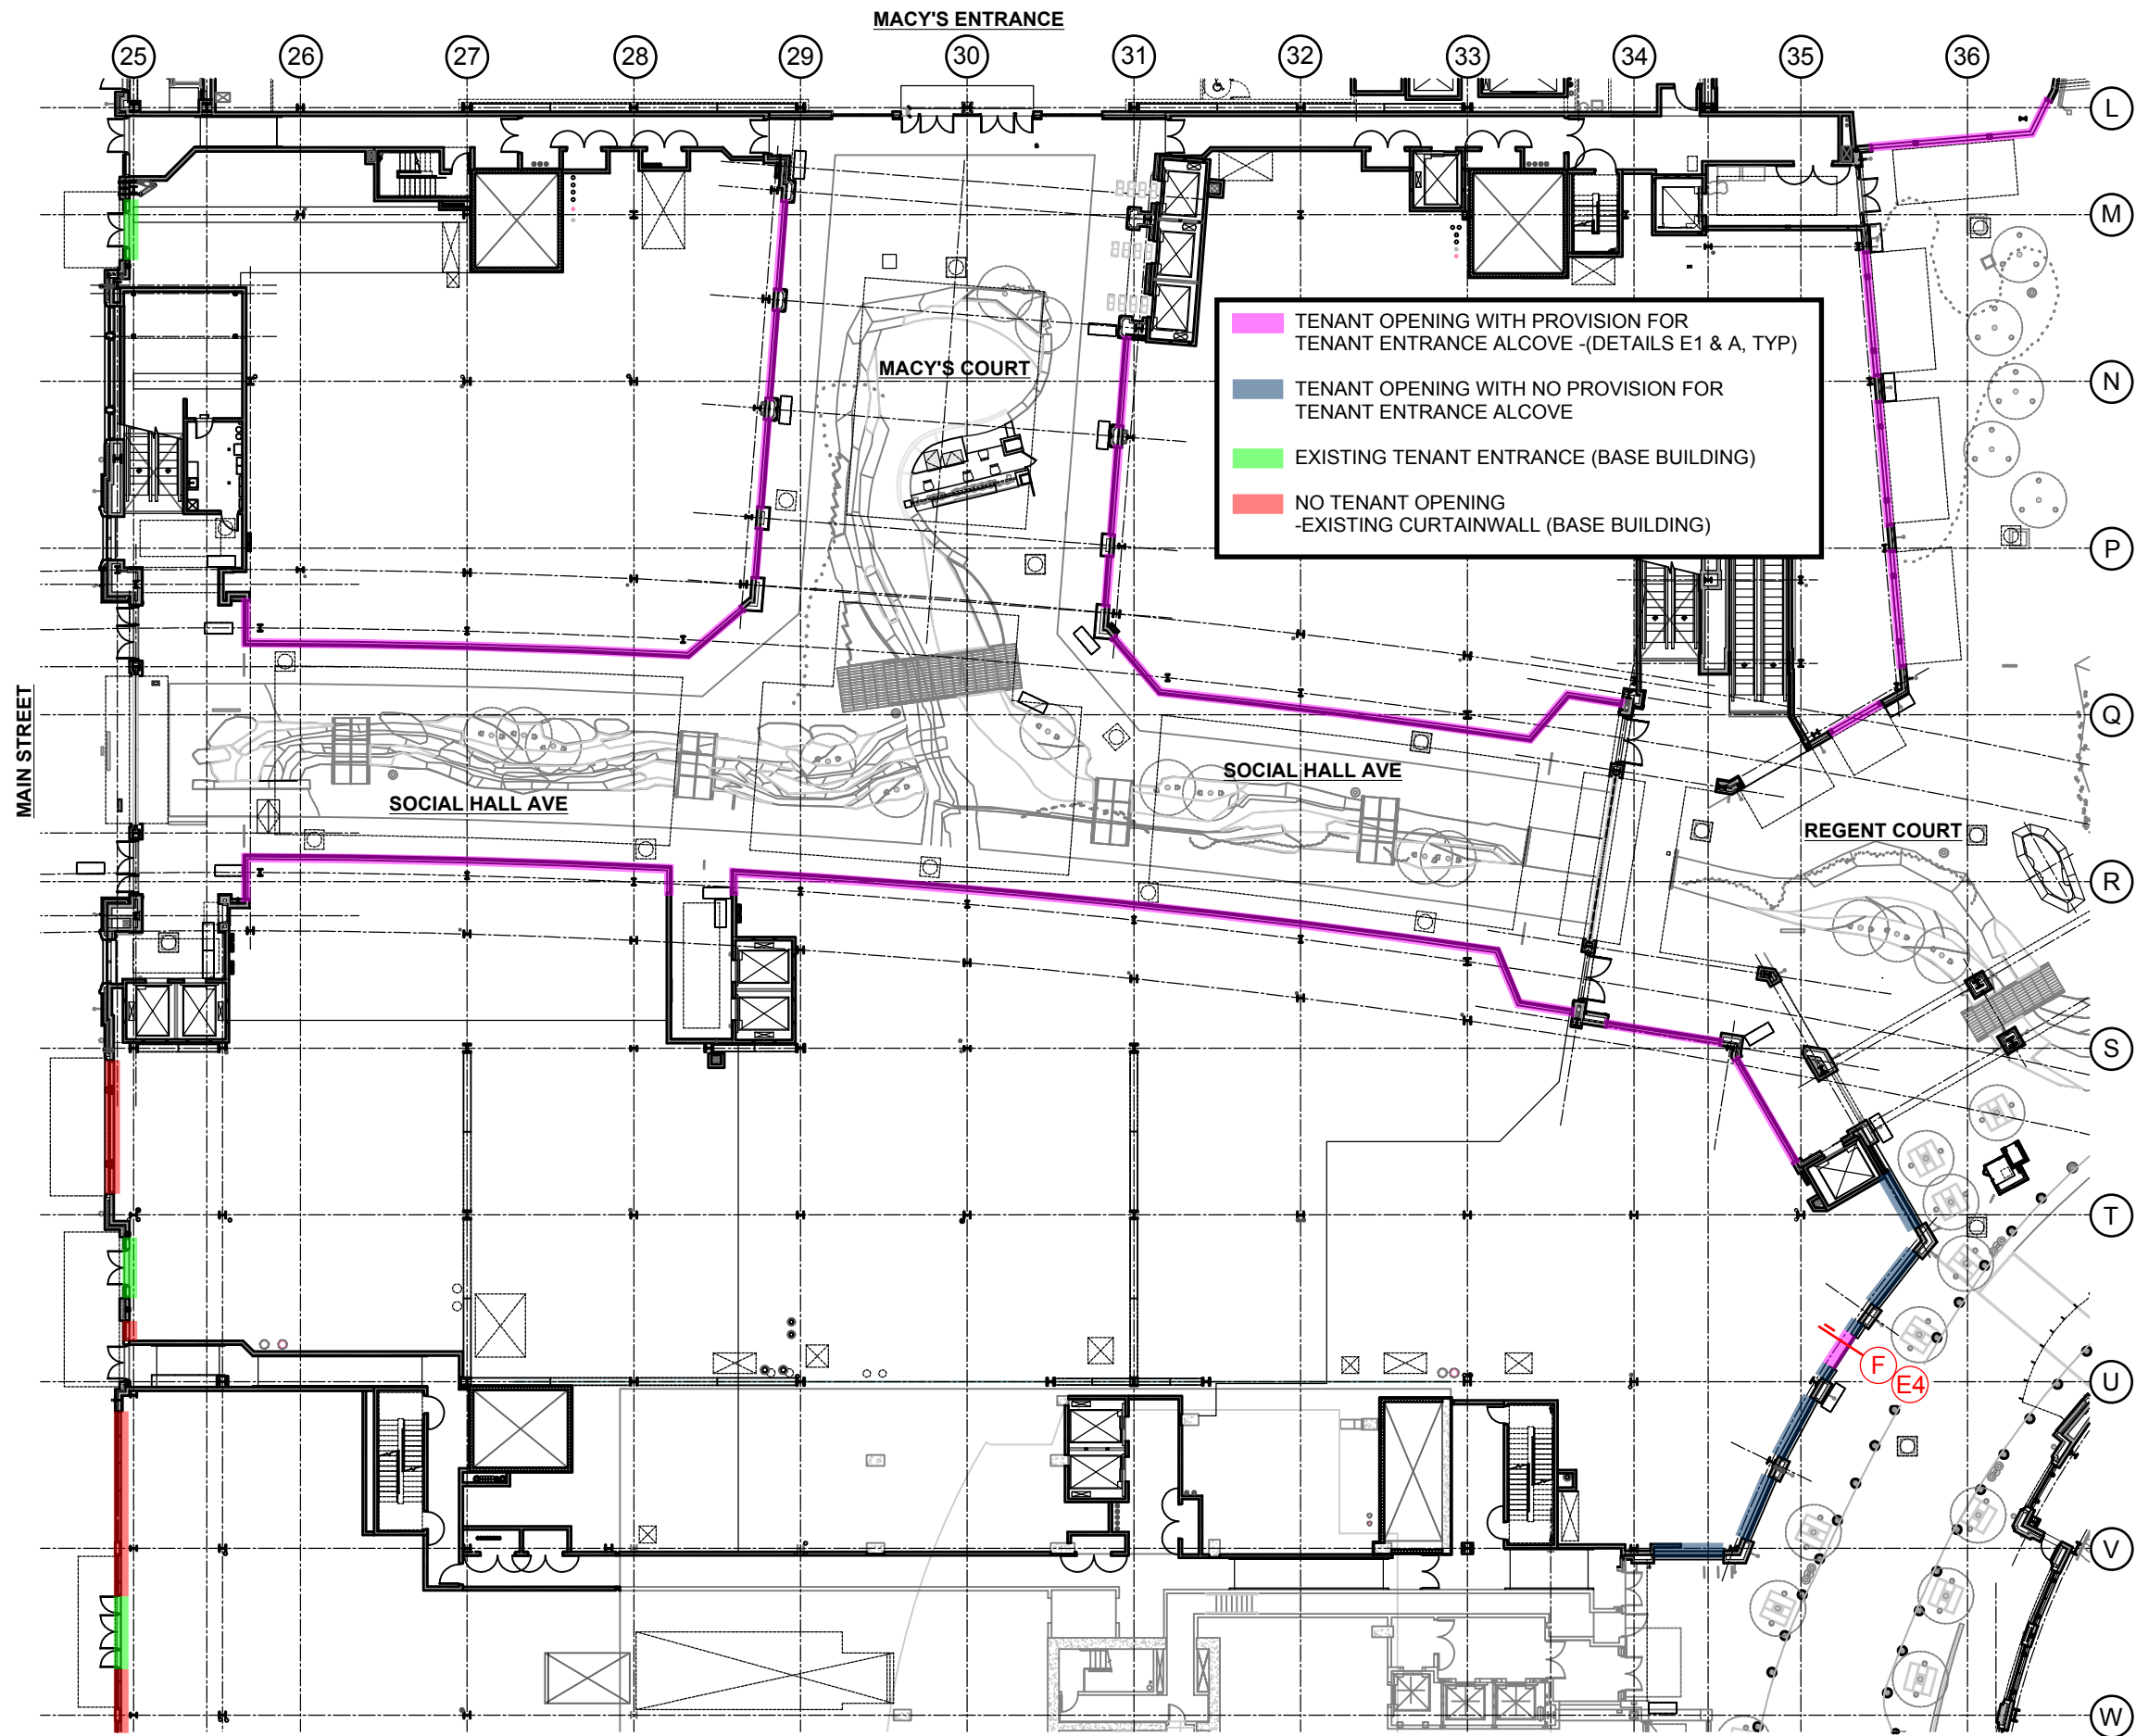 MACY'S ENTRANCE
25 26 27 28 29 30 31 32 33 34 35 36
L
M
TENANT OPENING WITH PROVISION FOR
TENANT ENTRANCE ALCOVE -(DETAILS E1 & A, TYP)
MACY'S COURT
N
TENANT OPENING WITH NO PROVISION FOR
TENANT ENTRANCE ALCOVE
EXISTING TENANT ENTRANCE (BASE BUILDING)
NO TENANT OPENING
-EXISTING CURTAINWALL (BASE BUILDING)
P
Q
MAIN STREET
SOCIAL HALL AVE
SOCIAL HALL AVE
REGENT COURT
R
S
T
F
E4
U
V
W